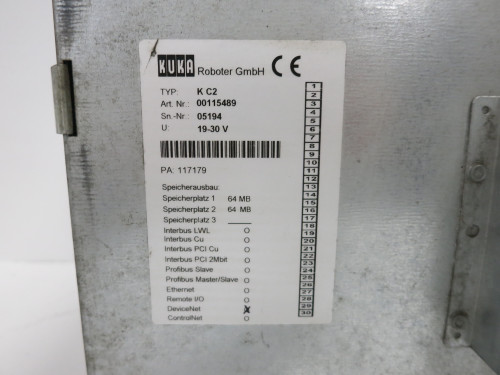 KUKA Roboter GmbH CE
TYP: K C2
Art. Nr.: 00115489
Sn.-Nr.: 05194
U: 19-30 V
PA: 117179
Speicherausbau:
Speicherplatz 1 64 MB
Speicherplatz 2 64 MB
Speicherplatz 3
Interbus LWL O
Interbus Cu O
Interbus PCI Cu O
Interbus PCI 2Mbit O
Profibus Slave O
Profibus Master/Slave O
Ethernet O
Remote I/O O
DeviceNet X
ControlNet O
1
2
3
4
5
6
7
8
9
10
11
12
13
14
15
16
17
18
19
20
21
22
23
24
25
26
27
28
29
30